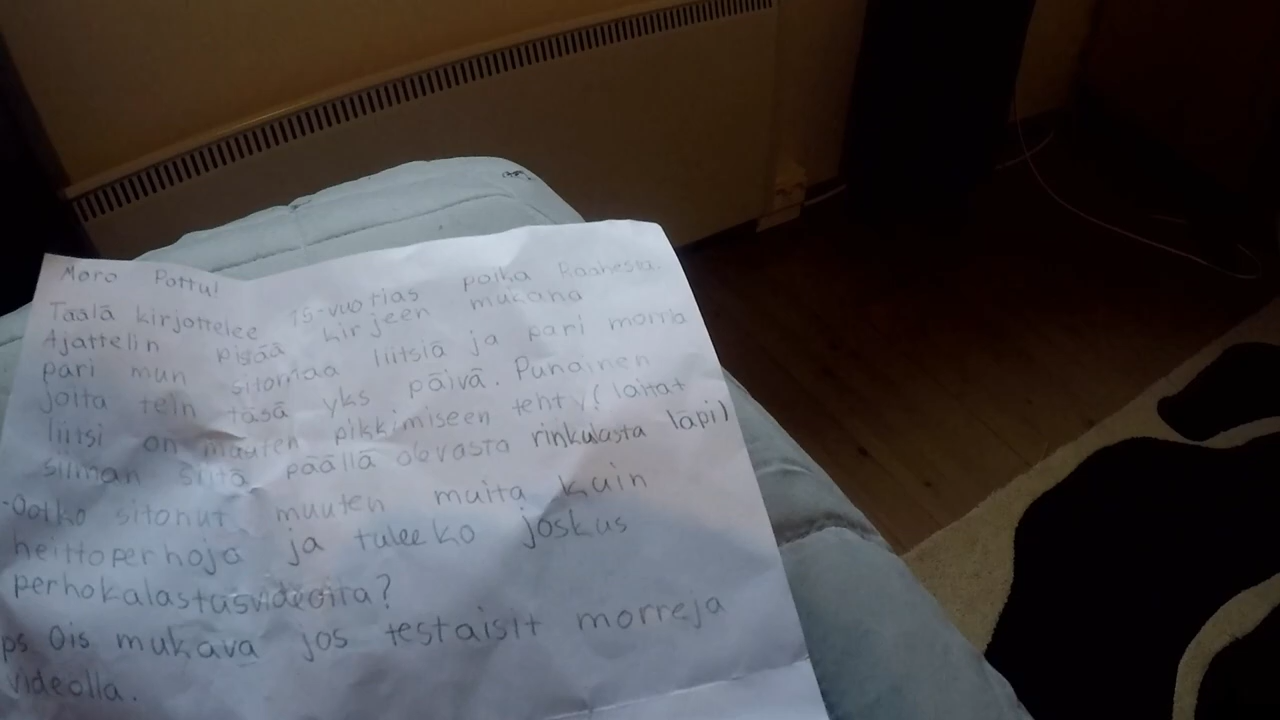 Moro Pottu!
Täälä kirjottelee 15-vuotias poika Raahesta.
Ajattelin pistää kirjeen mukana
pari mun sitomaa liitsiä ja pari morria
joita tein täsä yks päivä. Punainen
liitsi on muuten pikkimiseen tehty! (laitat
siiman siitä päällä olevasta rinkulasta läpi)
-Ootko sitonut muuten muita kuin
heittoperhoja ja tuleeko joskus
perhokalastusvideoita?
ps Ois mukava jos testaisit morreja
videolla.